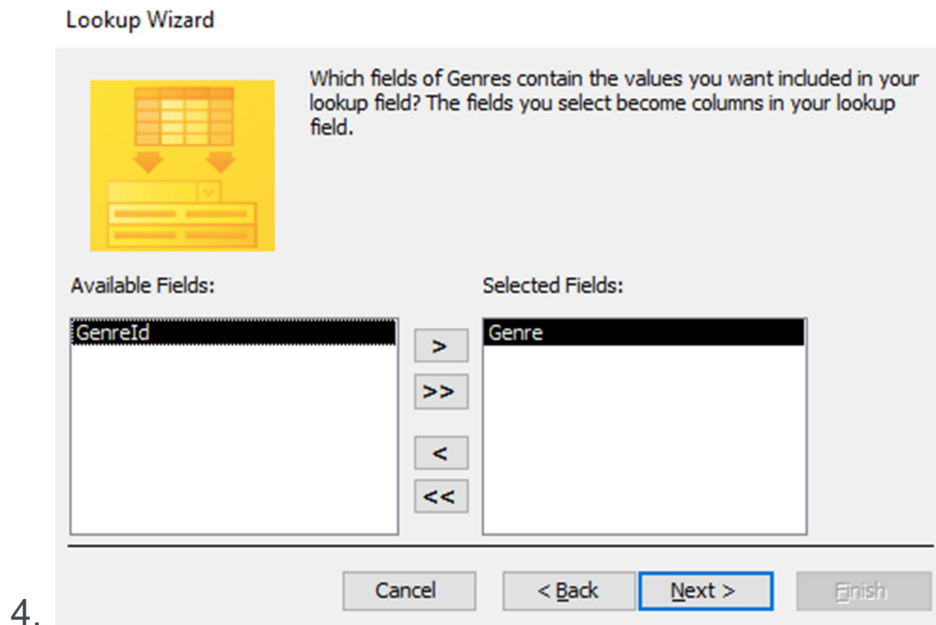 Lookup Wizard
Which fields of Genres contain the values you want included in your
lookup field? The fields you select become columns in your lookup
field.
Available Fields:
Selected Fields:
GenreId
Genre
>
>>
<
<<
Cancel
< Back
Next >
Finish
4.